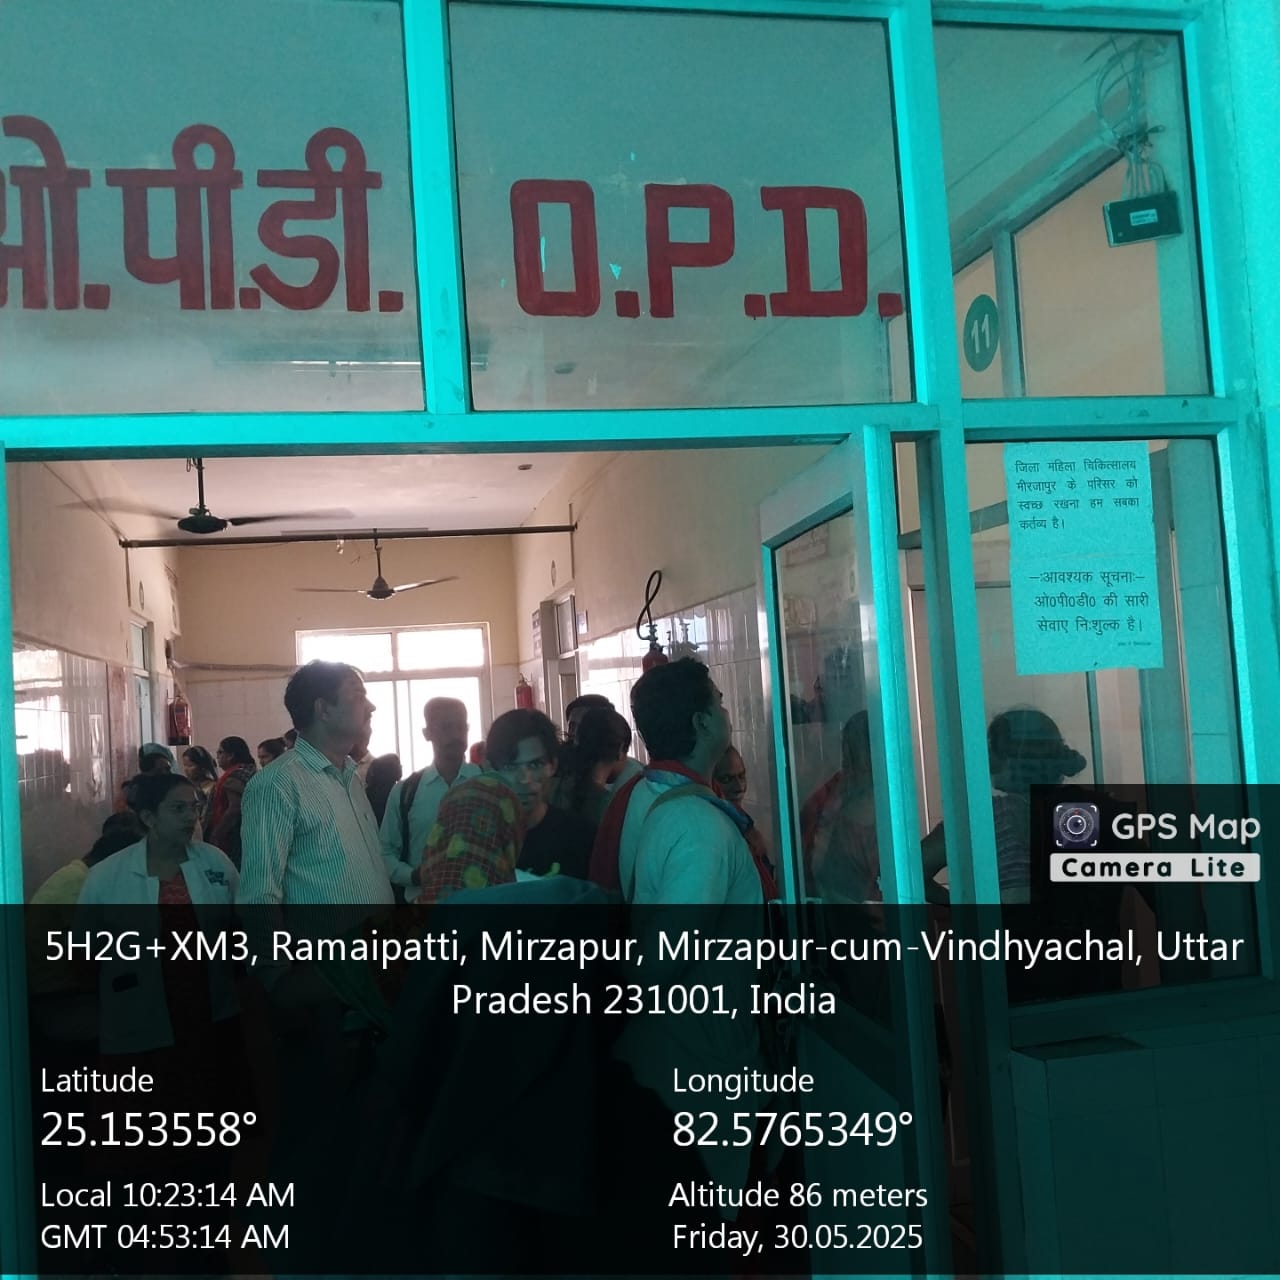 ओ.पी.डी. O.P.D.
11
जिला महिला चिकित्सालय
मीरजापुर के परिसर को
स्वच्छ रखना हम सबका
कर्तव्य है।
—:आवश्यक सूचनाः—
ओ0पी0डी0 की सारी
सेवाए निःशुल्क है।
GPS Map
Camera Lite
5H2G+XM3, Ramaipatti, Mirzapur, Mirzapur-cum-Vindhyachal, Uttar
Pradesh 231001, India
Latitude
25.153558°
Longitude
82.5765349°
Local 10:23:14 AM
GMT 04:53:14 AM
Altitude 86 meters
Friday, 30.05.2025